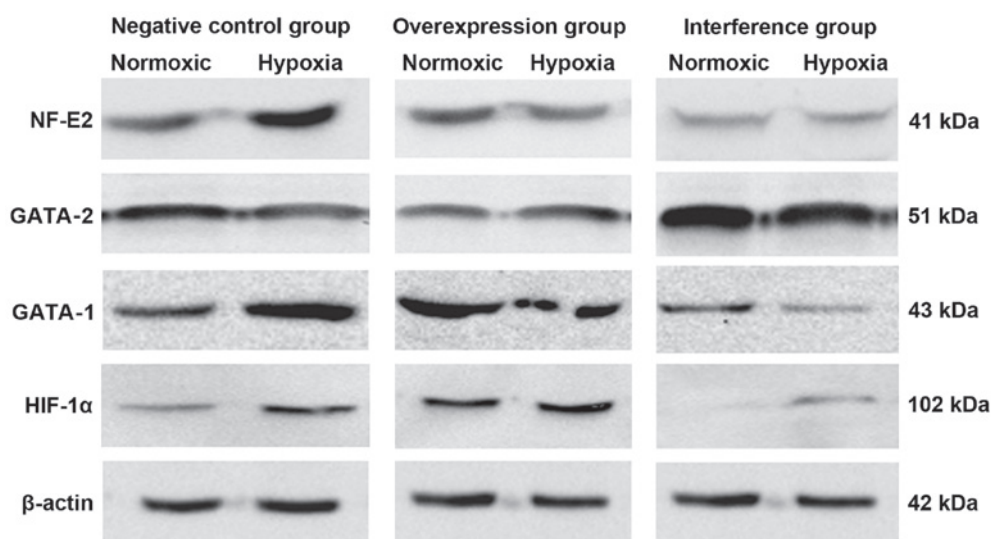 Negative control group Overexpression group Interference group
Normoxic Hypoxia Normoxic Hypoxia Normoxic Hypoxia
NF-E2 41 kDa
GATA-2 51 kDa
GATA-1 43 kDa
HIF-1α 102 kDa
β-actin 42 kDa